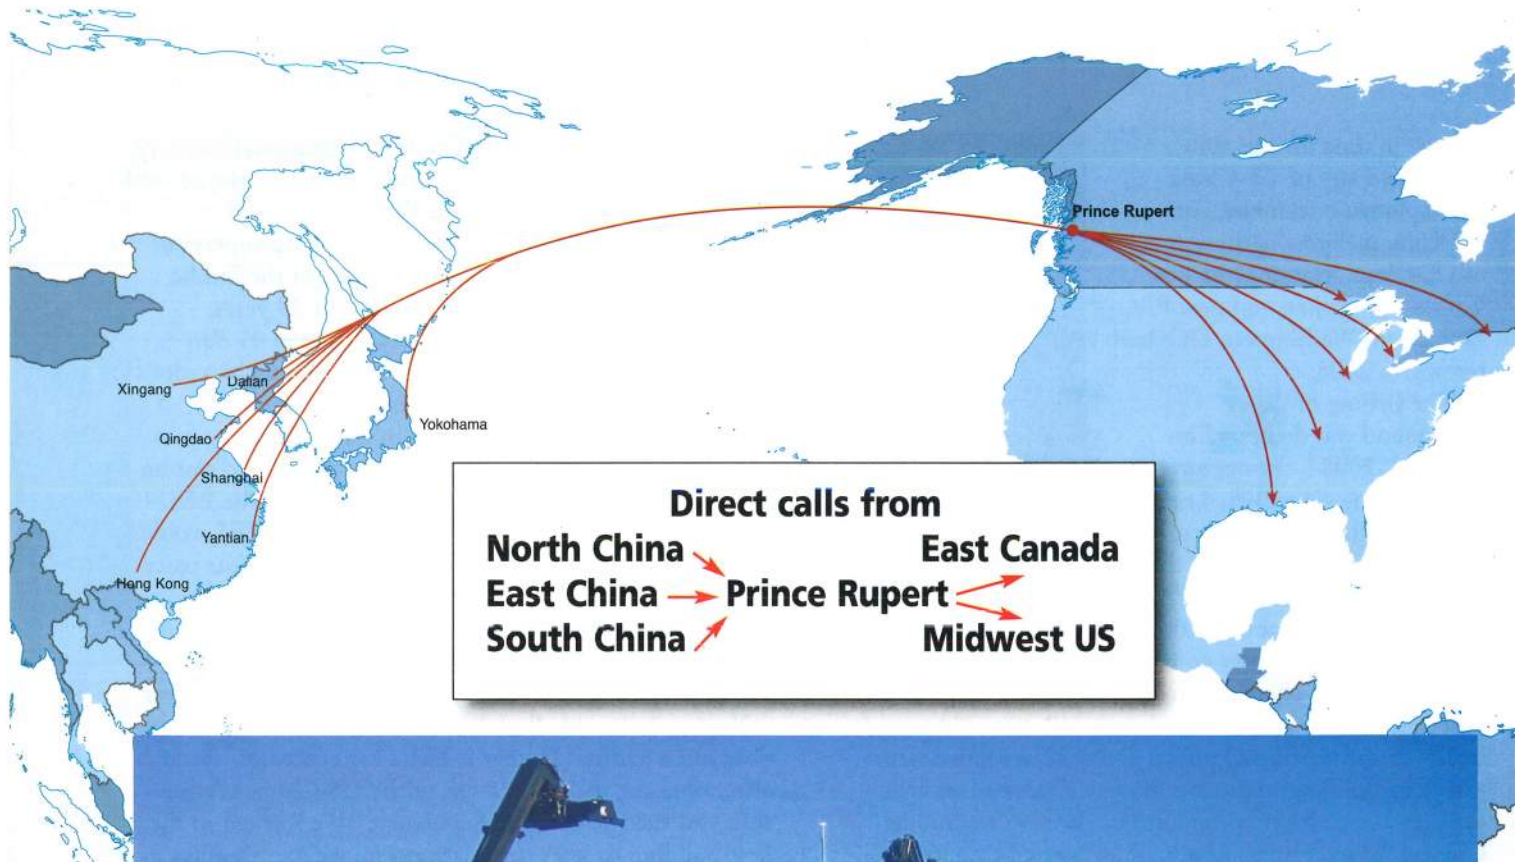 Prince Rupert
Xingang
Dalian
Yokohama
Qingdao
Shanghai
Yantian
Hong Kong
Direct calls from
North China
East China
South China
Prince Rupert
East Canada
Midwest US